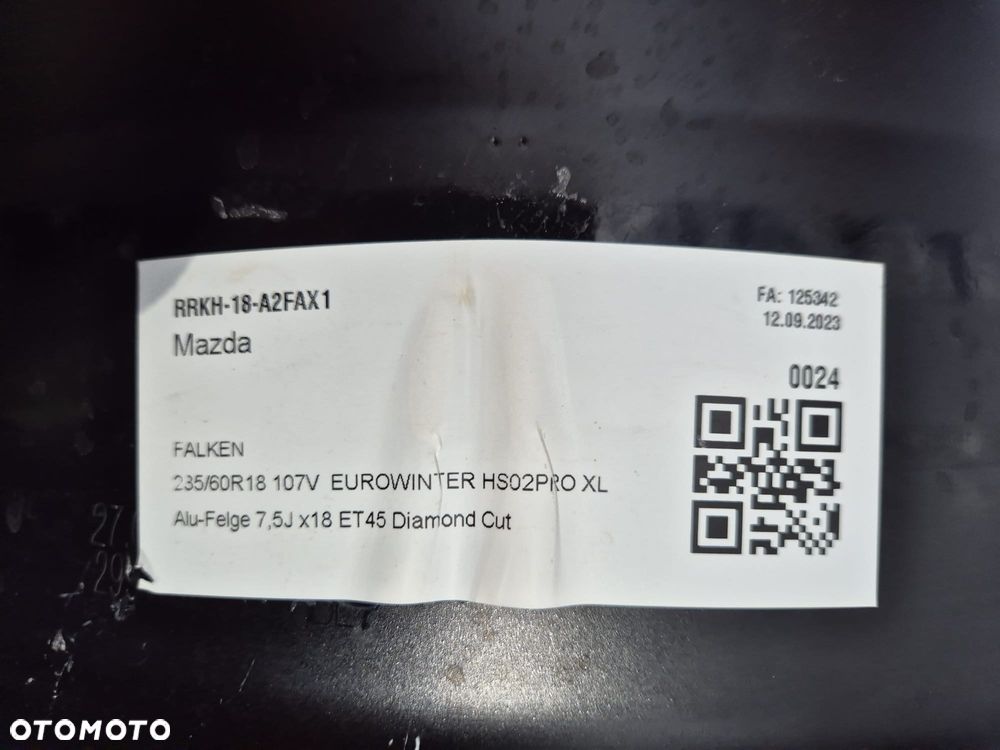 RRKH-18-A2FAX1
Mazda
FA: 125342
12.09.2023
0024
FALKEN
235/60R18 107V EUROWINTER HS02PRO XL
Alu-Felge 7,5J x18 ET45 Diamond Cut
OTOMOTO